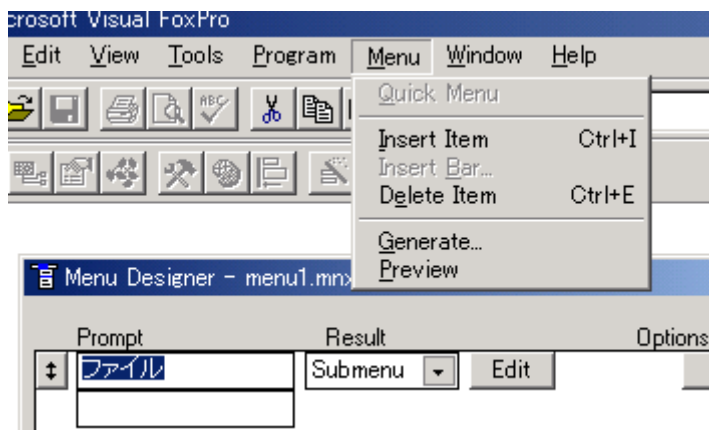 crosoft Visual FoxPro
Edit View Tools Program Menu Window Help
ABC
Quick Menu
Insert Item Ctrl+I
Insert Bar...
Delete Item Ctrl+E
Generate...
Preview
Menu Designer - menu1.mnx
Prompt Result Options
ファイル Submenu Edit